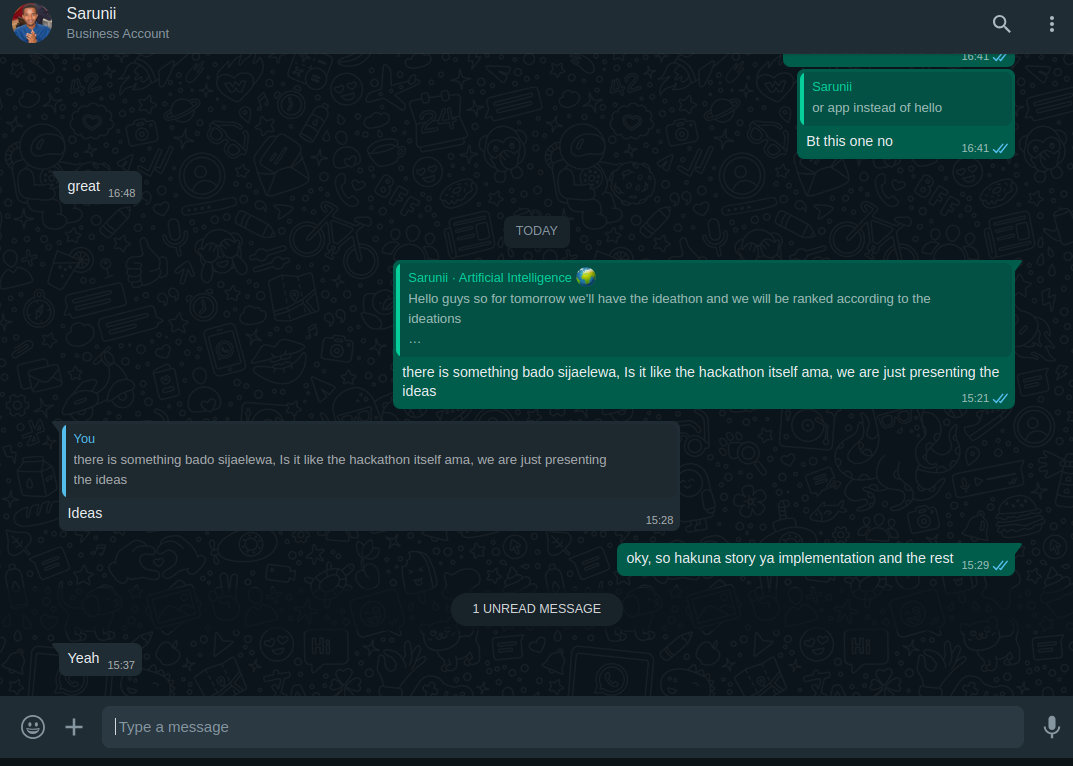 Sarunii
Business Account
16:41
Sarunii
or app instead of hello
Bt this one no
16:41
great
16:48
TODAY
Sarunii · Artificial Intelligence 🌍
Hello guys so for tomorrow we'll have the ideathon and we will be ranked according to the
ideations
...
there is something bado sijaelewa, Is it like the hackathon itself ama, we are just presenting the
ideas
15:21
You
there is something bado sijaelewa, Is it like the hackathon itself ama, we are just presenting
the ideas
Ideas
15:28
oky, so hakuna story ya implementation and the rest
15:29
1 UNREAD MESSAGE
Yeah
15:37
Type a message